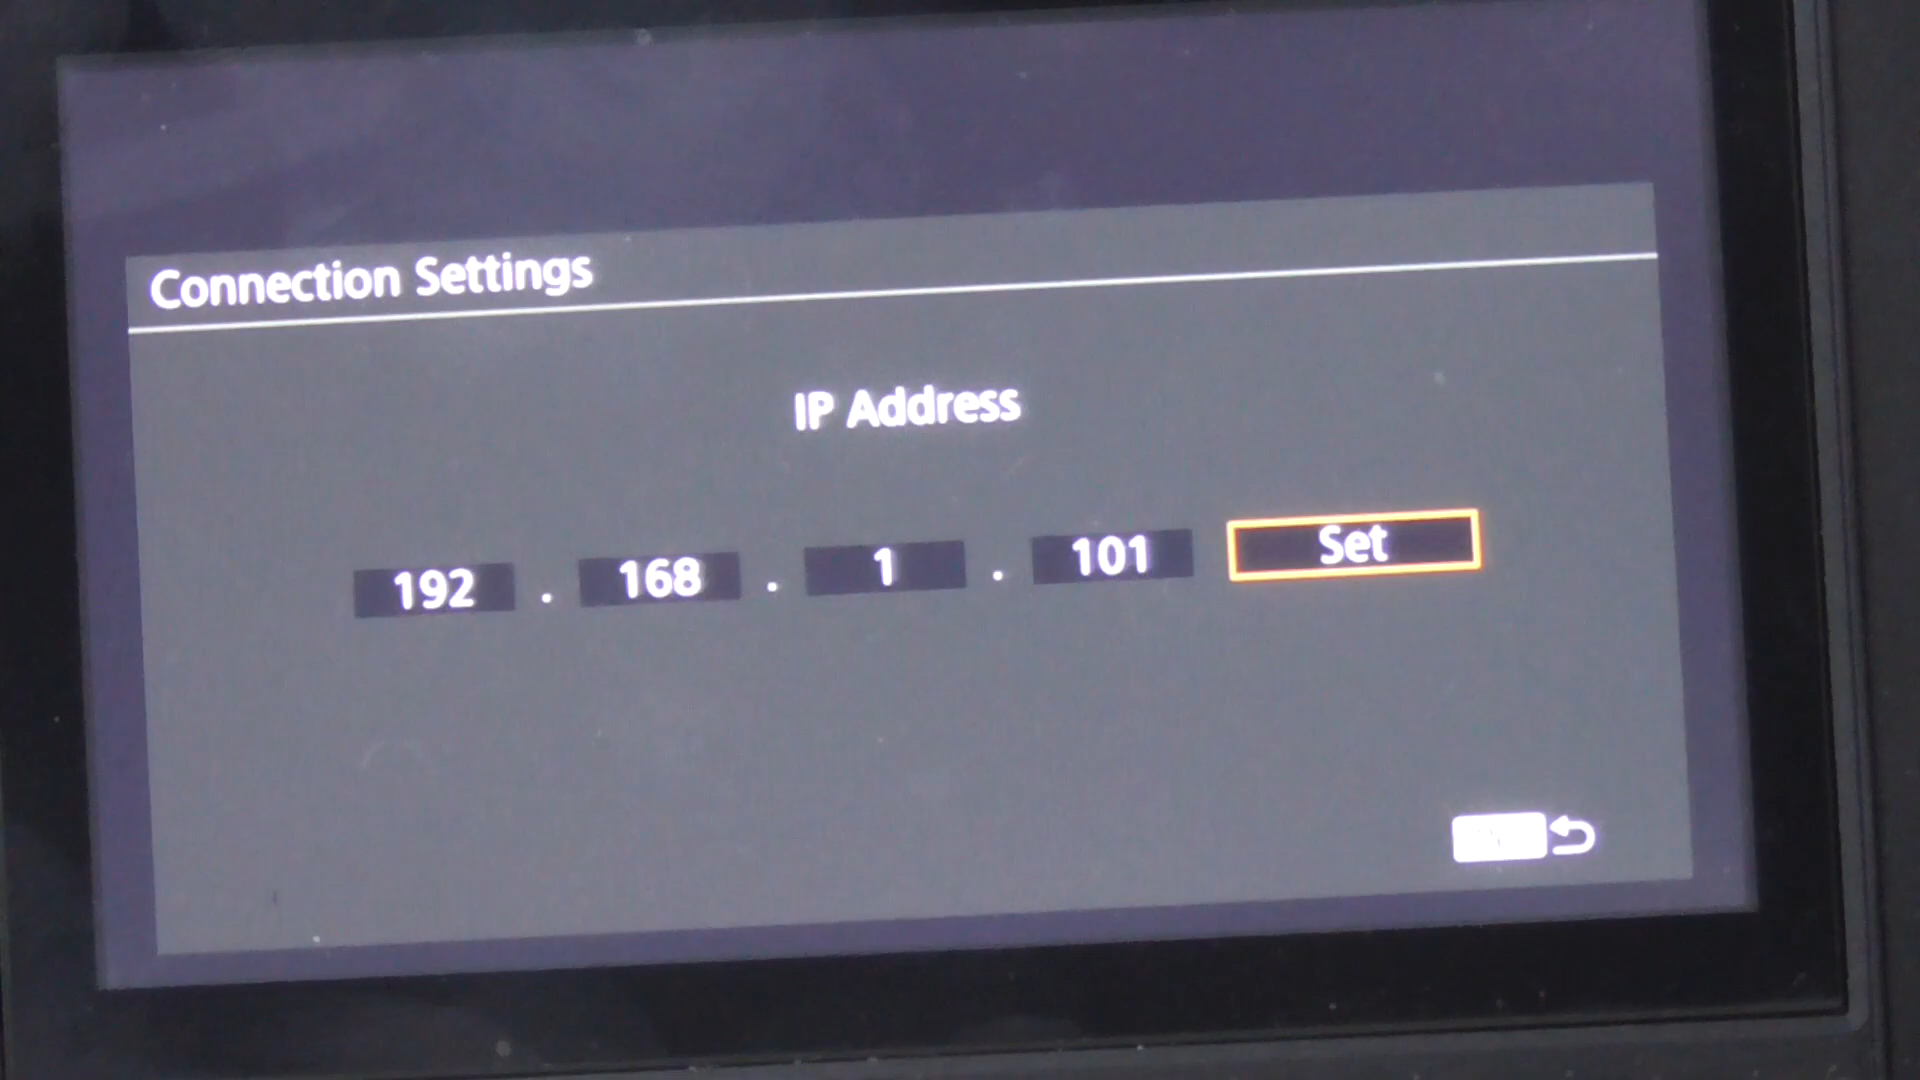 Connection Settings
IP Address
192 . 168 . 1 . 101 Set